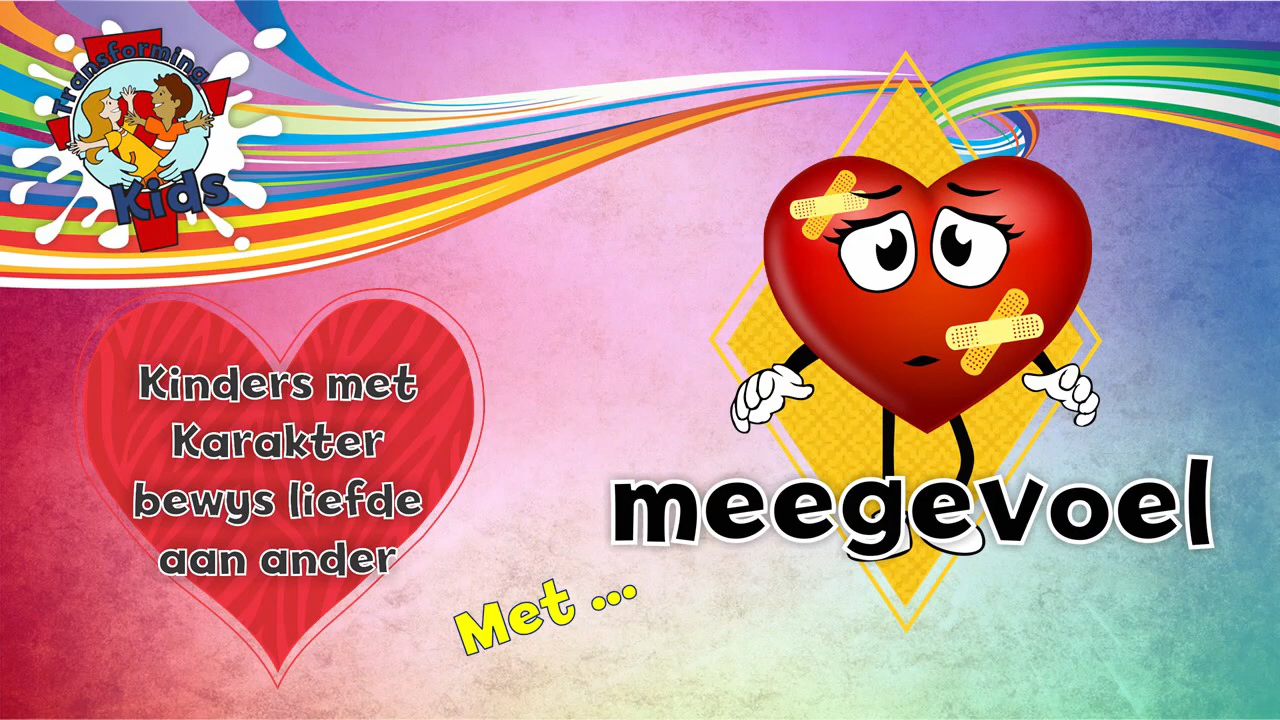 Transforming
Kids
Kinders met
Karakter
bewys liefde
aan ander
Met ...
meegevoel